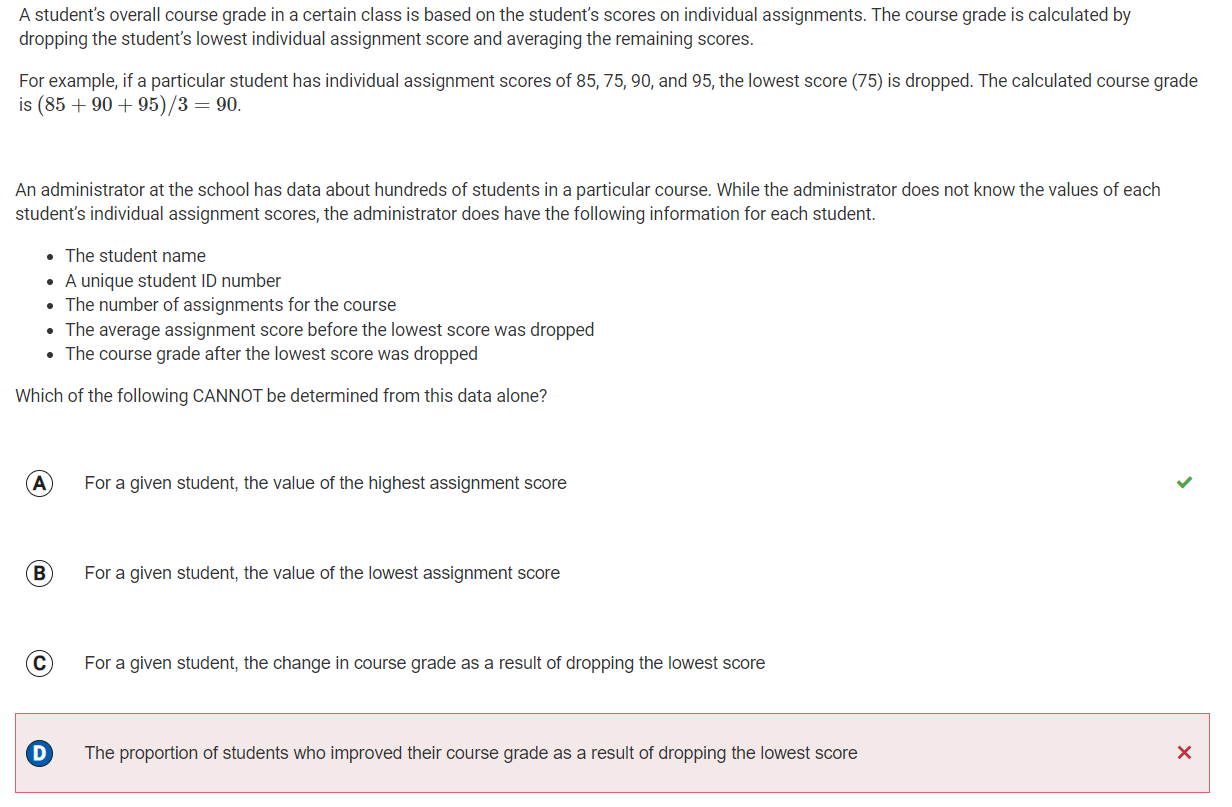 A student’s overall course grade in a certain class is based on the student’s scores on individual assignments. The course grade is calculated by
dropping the student’s lowest individual assignment score and averaging the remaining scores.
For example, if a particular student has individual assignment scores of 85, 75, 90, and 95, the lowest score (75) is dropped. The calculated course grade
is (85 + 90 + 95)/3 = 90.
An administrator at the school has data about hundreds of students in a particular course. While the administrator does not know the values of each
student’s individual assignment scores, the administrator does have the following information for each student.
• The student name
• A unique student ID number
• The number of assignments for the course
• The average assignment score before the lowest score was dropped
• The course grade after the lowest score was dropped
Which of the following CANNOT be determined from this data alone?
A For a given student, the value of the highest assignment score
B For a given student, the value of the lowest assignment score
C For a given student, the change in course grade as a result of dropping the lowest score
D The proportion of students who improved their course grade as a result of dropping the lowest score